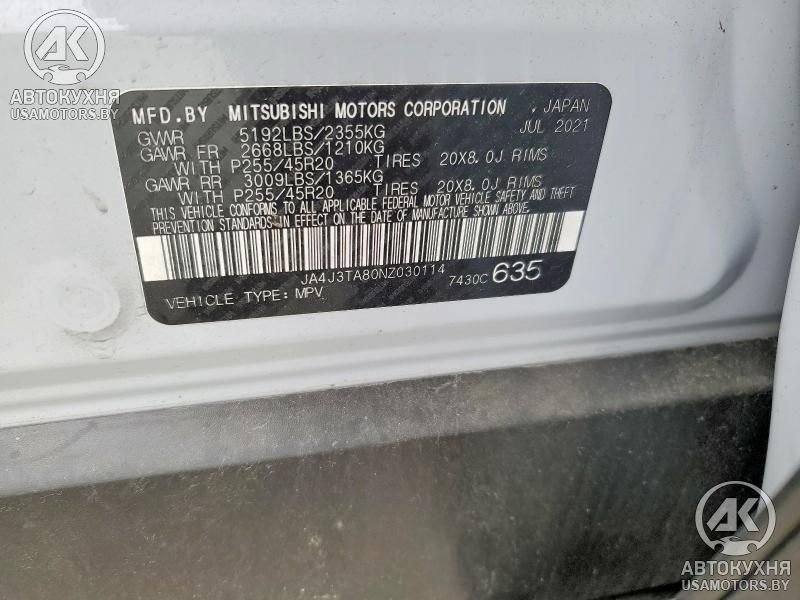 AK
АВТОКУХНЯ
USAMOTORS.BY
MFD.BY MITSUBISHI MOTORS CORPORATION JAPAN
GVWR 5192LBS/2355KG JUL 2021
GAWR FR 2668LBS/1210KG
WITH P255/45R20 TIRES 20X8.0J RIMS
GAWR RR 3009LBS/1365KG
WITH P255/45R20 TIRES 20X8.0J RIMS
THIS VEHICLE CONFORMS TO ALL APPLICABLE FEDERAL MOTOR VEHICLE SAFETY AND THEFT
PREVENTION STANDARDS IN EFFECT ON THE DATE OF MANUFACTURE SHOWN ABOVE.
JA4J3TA80NZ030114 7430C 635
VEHICLE TYPE: MPV
AK
АВТОКУХНЯ
USAMOTORS.BY